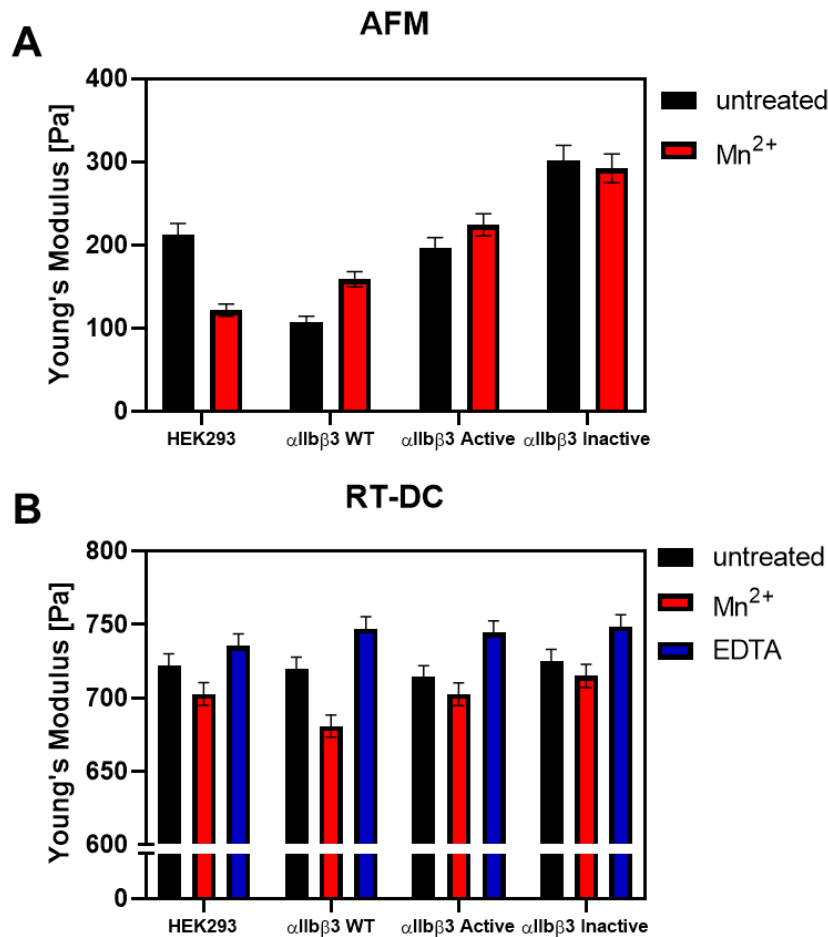 AFM
A
Young's Modulus [Pa]
400
300
200
100
0
HEK293
αIIbβ3 WT
αIIbβ3 Active
αIIbβ3 Inactive
untreated
Mn²⁺
RT-DC
B
Young's Modulus [Pa]
800
750
700
650
600
0
HEK293
αIIbβ3 WT
αIIbβ3 Active
αIIbβ3 Inactive
untreated
Mn²⁺
EDTA